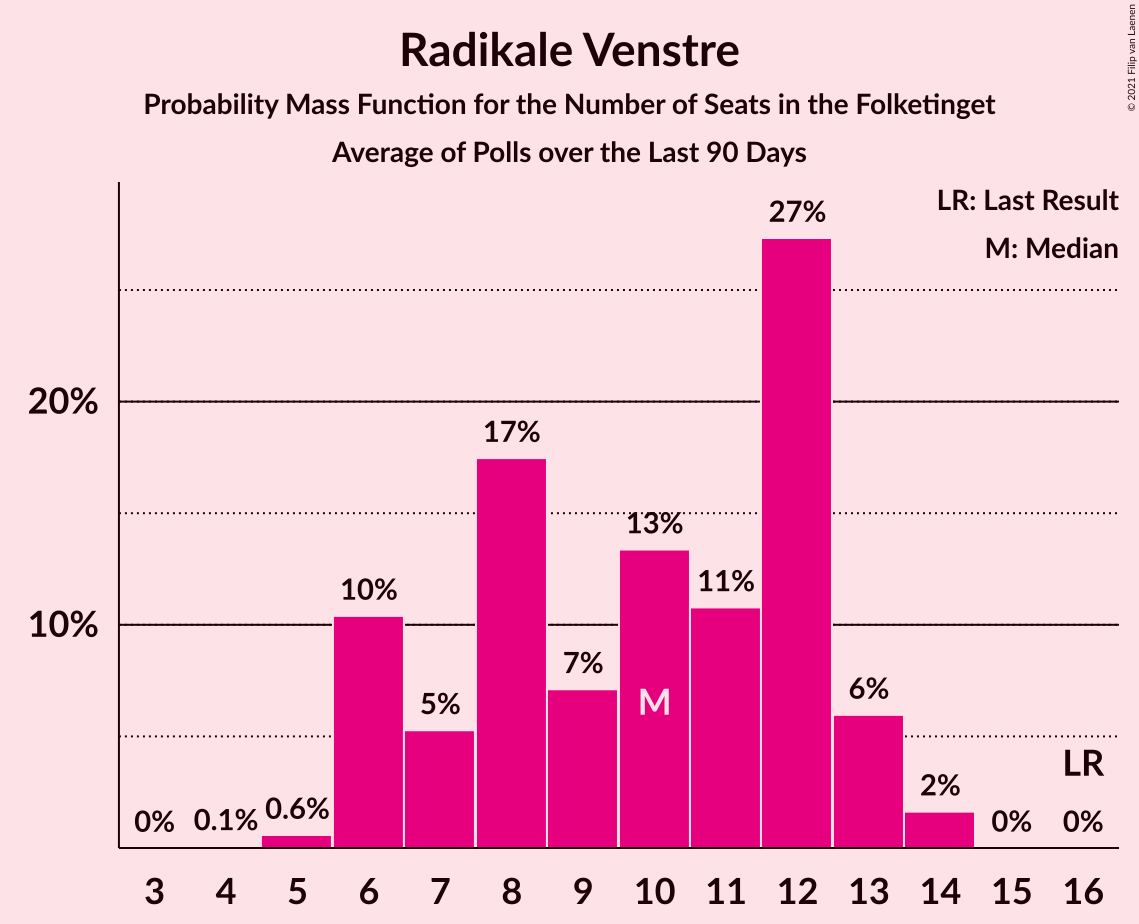 Radikale Venstre
Probability Mass Function for the Number of Seats in the Folketinget
Average of Polls over the Last 90 Days
© 2021 Filip van Laenen
LR: Last Result
M: Median
27%
20%
17%
13%
11%
10%
10%
7%
6%
5%
M
LR
2%
0.6%
0% 0.1% 0% 0%
3 4 5 6 7 8 9 10 11 12 13 14 15 16